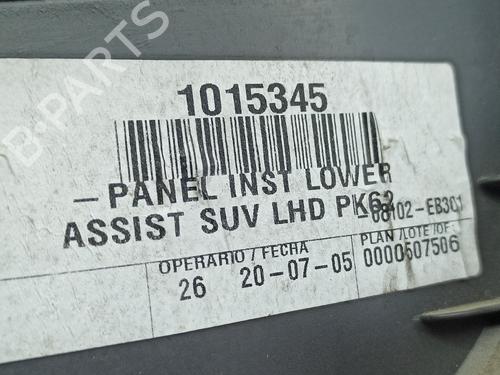 1015345
PANEL INST LOWER
ASSIST SUV LHD PK62
68102-EB3C1
OPERARIO / FECHA
PLAN / LOTE / OF
26 20-07-05
0000507506
B-PARTS